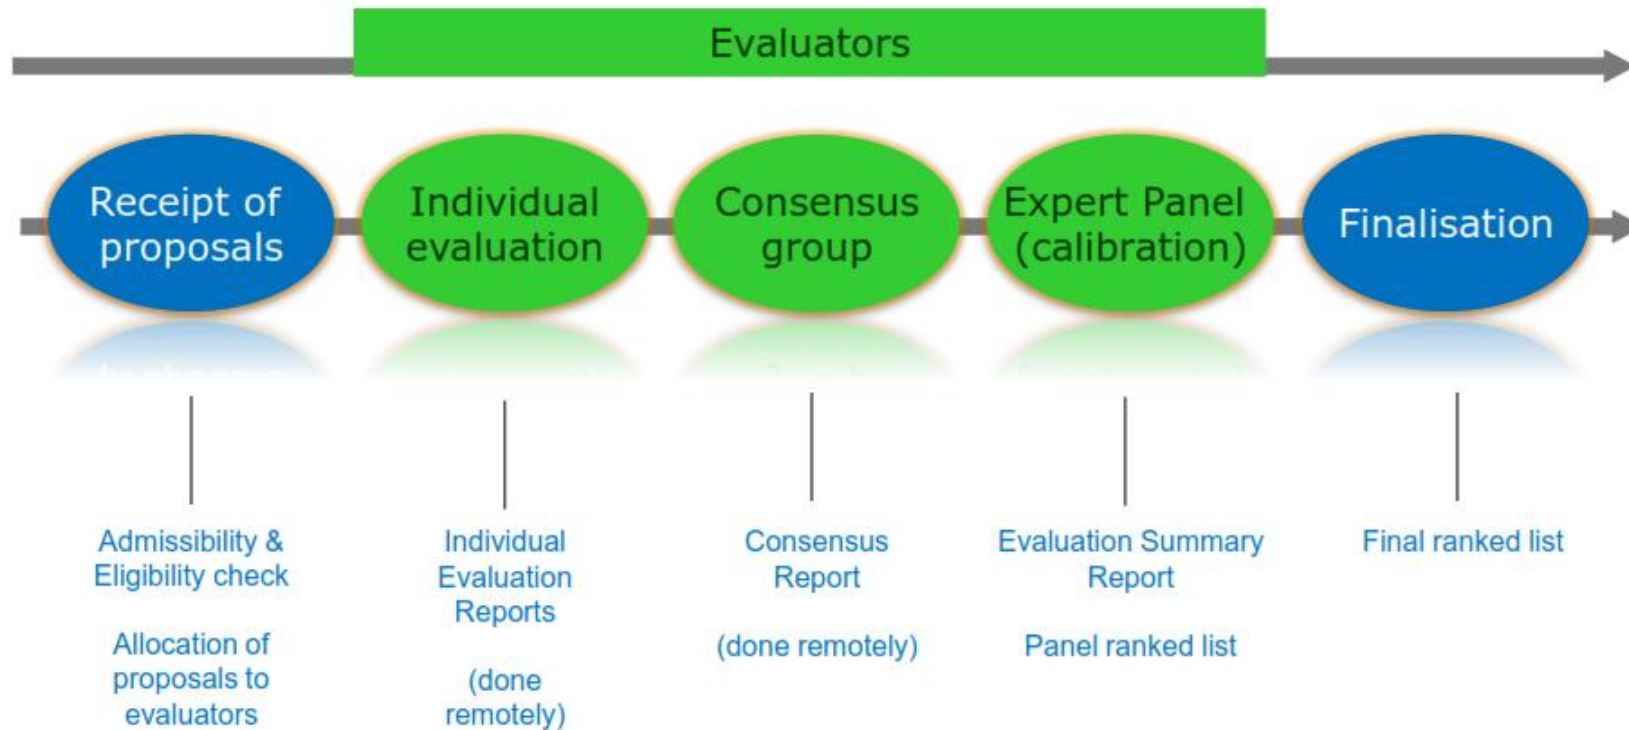 Evaluators
Receipt of
proposals
Individual
evaluation
Consensus
group
Expert Panel
(calibration)
Finalisation
Admissibility &
Eligibility check
Allocation of
proposals to
evaluators
Individual
Evaluation
Reports
(done
remotely)
Consensus
Report
(done remotely)
Evaluation Summary
Report
Panel ranked list
Final ranked list